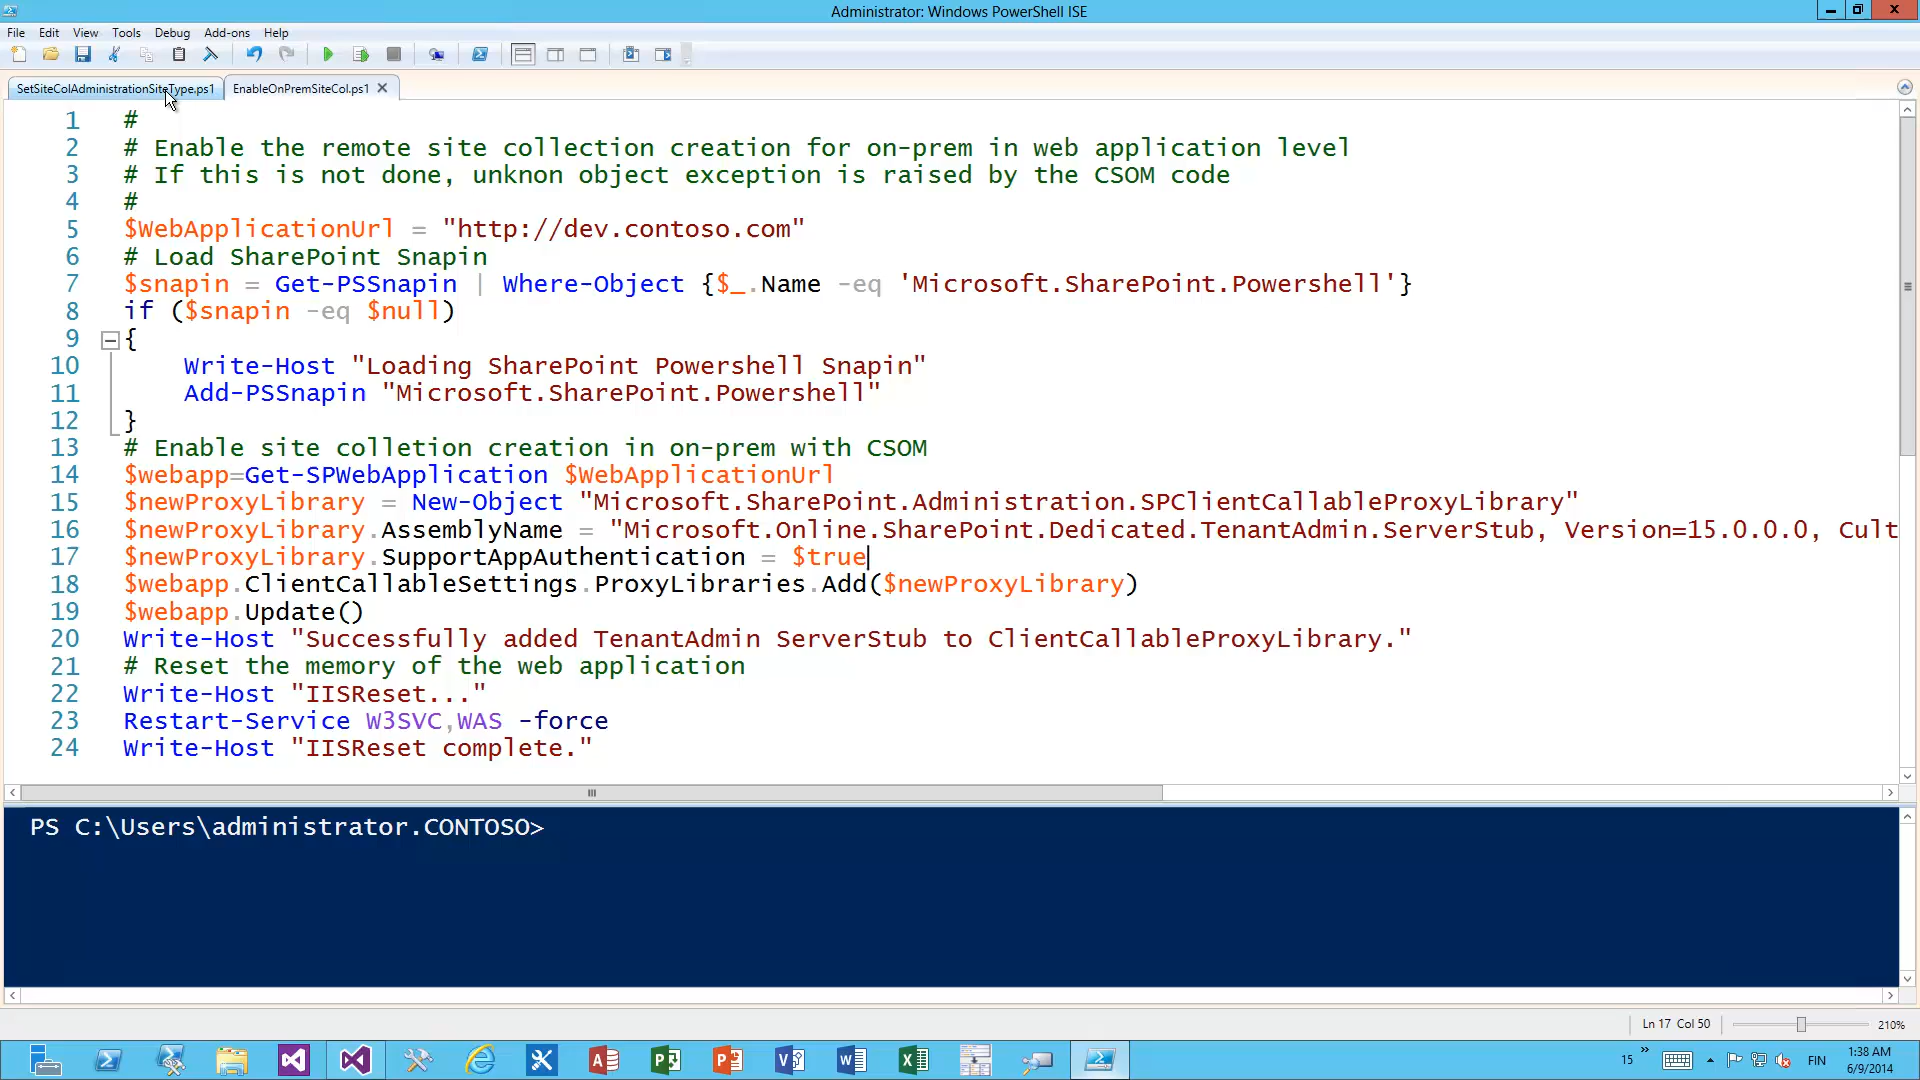 Administrator: Windows PowerShell ISE
File Edit View Tools Debug Add-ons Help
SetSiteColAdministrationSiteType.ps1 EnableOnPremSiteCol.ps1
1 #
2 # Enable the remote site collection creation for on-prem in web application level
3 # If this is not done, unknon object exception is raised by the CSOM code
4 #
5 $WebApplicationUrl = "http://dev.contoso.com"
6 # Load SharePoint Snapin
7 $snapin = Get-PSSnapin | Where-Object {$_.Name -eq 'Microsoft.SharePoint.Powershell'}
8 if ($snapin -eq $null)
9 {
10 Write-Host "Loading SharePoint Powershell Snapin"
11 Add-PSSnapin "Microsoft.SharePoint.Powershell"
12 }
13 # Enable site colletion creation in on-prem with CSOM
14 $webapp=Get-SPWebApplication $WebApplicationUrl
15 $newProxyLibrary = New-Object "Microsoft.SharePoint.Administration.SPClientCallableProxyLibrary"
16 $newProxyLibrary.AssemblyName = "Microsoft.Online.SharePoint.Dedicated.TenantAdmin.ServerStub, Version=15.0.0.0, Cult
17 $newProxyLibrary.SupportAppAuthentication = $true
18 $webapp.ClientCallableSettings.ProxyLibraries.Add($newProxyLibrary)
19 $webapp.Update()
20 Write-Host "Successfully added TenantAdmin ServerStub to ClientCallableProxyLibrary."
21 # Reset the memory of the web application
22 Write-Host "IISReset..."
23 Restart-Service W3SVC,WAS -force
24 Write-Host "IISReset complete."
PS C:\Users\administrator.CONTOSO>
Ln 17 Col 50 210%
15 FIN 1:38 AM
6/9/2014